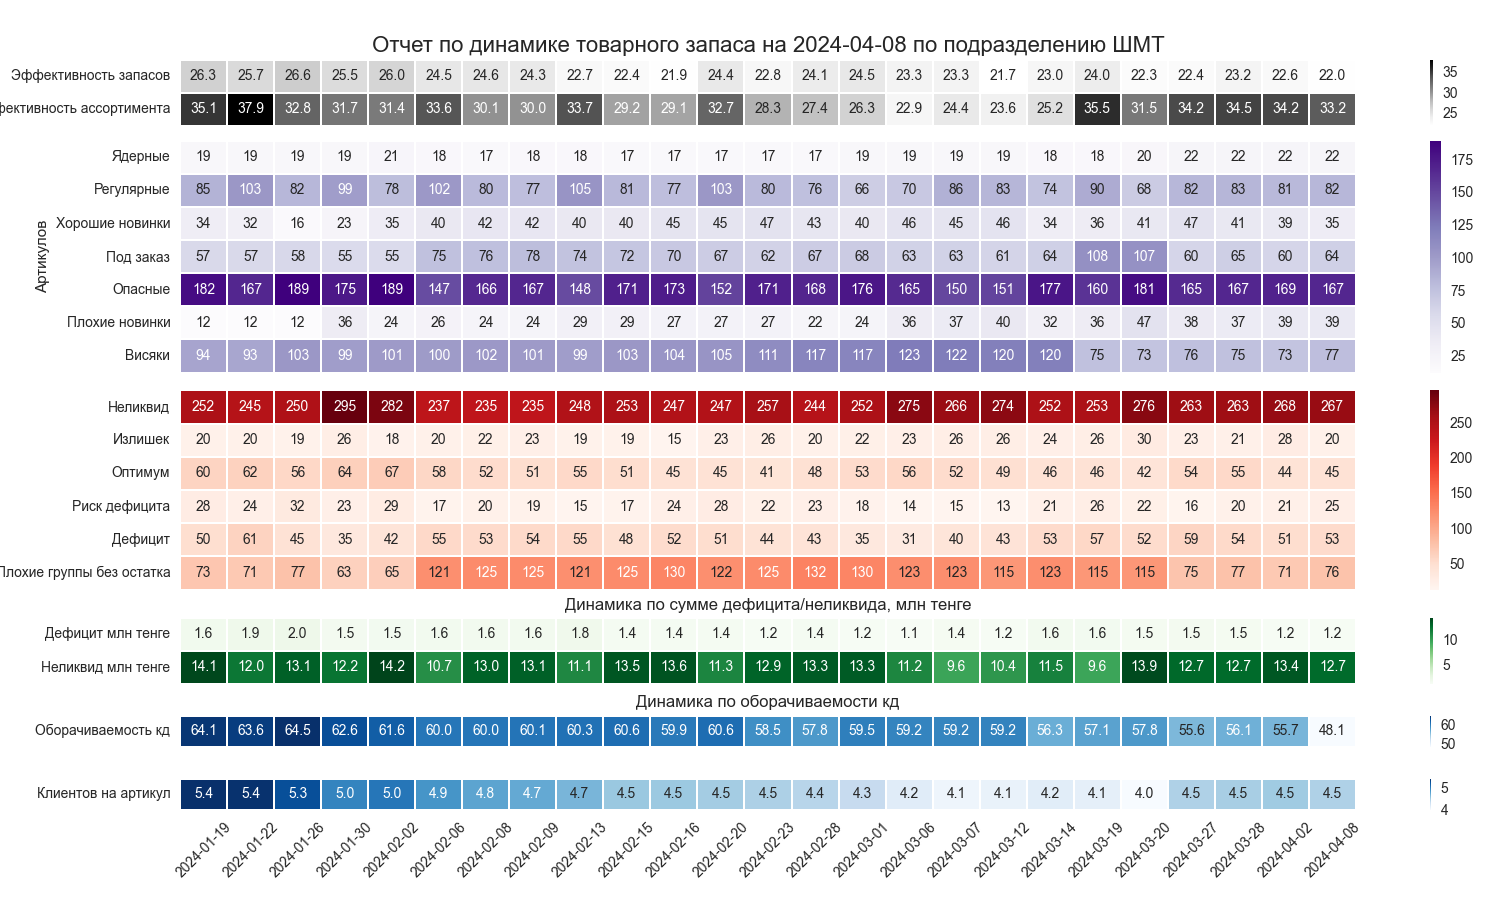 Отчет по динамике товарного запаса на 2024-04-08 по подразделению ШМТ
Эффективность запасов 26.3 25.7 26.6 25.5 26.0 24.5 24.6 24.3 22.7 22.4 21.9 24.4 22.8 24.1 24.5 23.3 23.3 21.7 23.0 24.0 22.3 22.4 23.2 22.6 22.0
фективность ассортимента 35.1 37.9 32.8 31.7 31.4 33.6 30.1 30.0 33.7 29.2 29.1 32.7 28.3 27.4 26.3 22.9 24.4 23.6 25.2 35.5 31.5 34.2 34.5 34.2 33.2
35
30
25
Артикулов
Ядерные 19 19 19 19 21 18 17 18 18 17 17 17 17 17 19 19 19 19 18 18 20 22 22 22 22
Регулярные 85 103 82 99 78 102 80 77 105 81 77 103 80 76 66 70 86 83 74 90 68 82 83 81 82
Хорошие новинки 34 32 16 23 35 40 42 42 40 40 45 45 47 43 40 46 45 46 34 36 41 47 41 39 35
Под заказ 57 57 58 55 55 75 76 78 74 72 70 67 62 67 68 63 63 61 64 108 107 60 65 60 64
Опасные 182 167 189 175 189 147 166 167 148 171 173 152 171 168 176 165 150 151 177 160 181 165 167 169 167
Плохие новинки 12 12 12 36 24 26 24 24 29 29 27 27 27 22 24 36 37 40 32 36 47 38 37 39 39
Висяки 94 93 103 99 101 100 102 101 99 103 104 105 111 117 117 123 122 120 120 75 73 76 75 73 77
175
150
125
100
75
50
25
Неликвид 252 245 250 295 282 237 235 235 248 253 247 247 257 244 252 275 266 274 252 253 276 263 263 268 267
Излишек 20 20 19 26 18 20 22 23 19 19 15 23 26 20 22 23 26 26 24 26 30 23 21 28 20
Оптимум 60 62 56 64 67 58 52 51 55 51 45 45 41 48 53 56 52 49 46 46 42 54 55 44 45
Риск дефицита 28 24 32 23 29 17 20 19 15 17 24 28 22 23 18 14 15 13 21 26 22 16 20 21 25
Дефицит 50 61 45 35 42 55 53 54 55 48 52 51 44 43 35 31 40 43 53 57 52 59 54 51 53
Плохие группы без остатка 73 71 77 63 65 121 125 125 121 125 130 122 125 132 130 123 123 115 123 115 115 75 77 71 76
250
200
150
100
50
Динамика по сумме дефицита/неликвида, млн тенге
Дефицит млн тенге 1.6 1.9 2.0 1.5 1.5 1.6 1.6 1.6 1.8 1.4 1.4 1.4 1.2 1.4 1.2 1.1 1.4 1.2 1.6 1.6 1.5 1.5 1.5 1.2 1.2
Неликвид млн тенге 14.1 12.0 13.1 12.2 14.2 10.7 13.0 13.1 11.1 13.5 13.6 11.3 12.9 13.3 13.3 11.2 9.6 10.4 11.5 9.6 13.9 12.7 12.7 13.4 12.7
10
5
Динамика по оборачиваемости кд
Оборачиваемость кд 64.1 63.6 64.5 62.6 61.6 60.0 60.0 60.1 60.3 60.6 59.9 60.6 58.5 57.8 59.5 59.2 59.2 59.2 56.3 57.1 57.8 55.6 56.1 55.7 48.1
60
50
Клиентов на артикул 5.4 5.4 5.3 5.0 5.0 4.9 4.8 4.7 4.7 4.5 4.5 4.5 4.5 4.4 4.3 4.2 4.1 4.1 4.2 4.1 4.0 4.5 4.5 4.5 4.5
5
4
2024-01-19 2024-01-22 2024-01-26 2024-01-30 2024-02-02 2024-02-06 2024-02-08 2024-02-09 2024-02-13 2024-02-15 2024-02-16 2024-02-20 2024-02-23 2024-02-28 2024-03-01 2024-03-06 2024-03-07 2024-03-12 2024-03-14 2024-03-19 2024-03-20 2024-03-27 2024-03-28 2024-04-02 2024-04-08